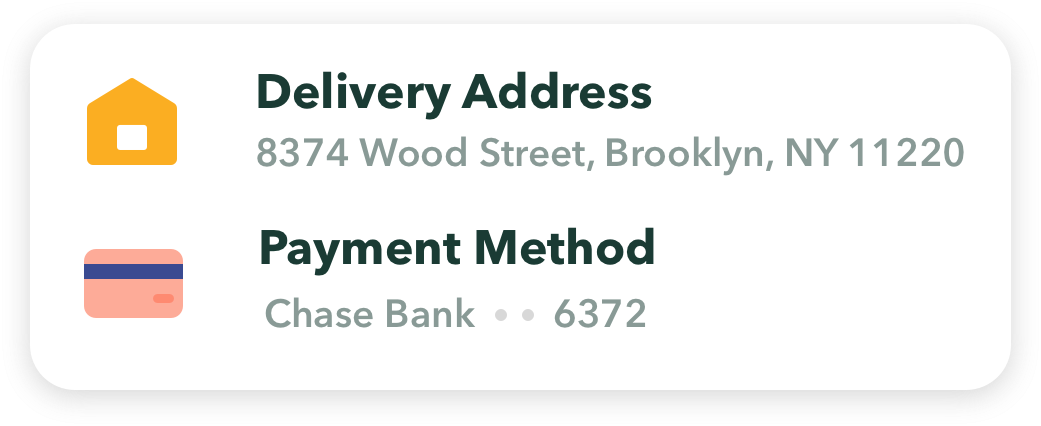 Delivery Address
8374 Wood Street, Brooklyn, NY 11220
Payment Method
Chase Bank •• 6372